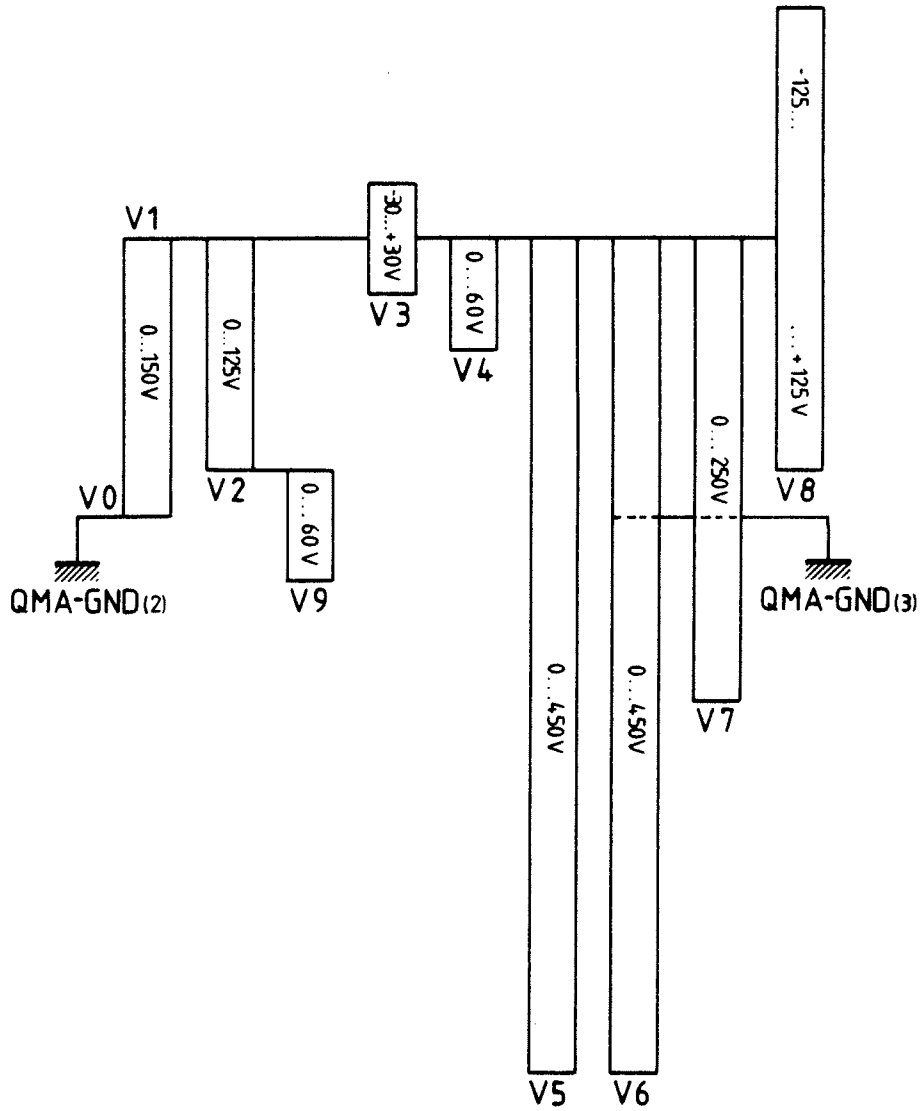 -125...
...+125V
V1
-30...+30V
V3
0...60V
V4
0...150V
0...125V
0...250V
V0
V2
V8
0...60V
V9
QMA-GND(2)
QMA-GND(3)
0...450V
0...450V
V7
V5
V6